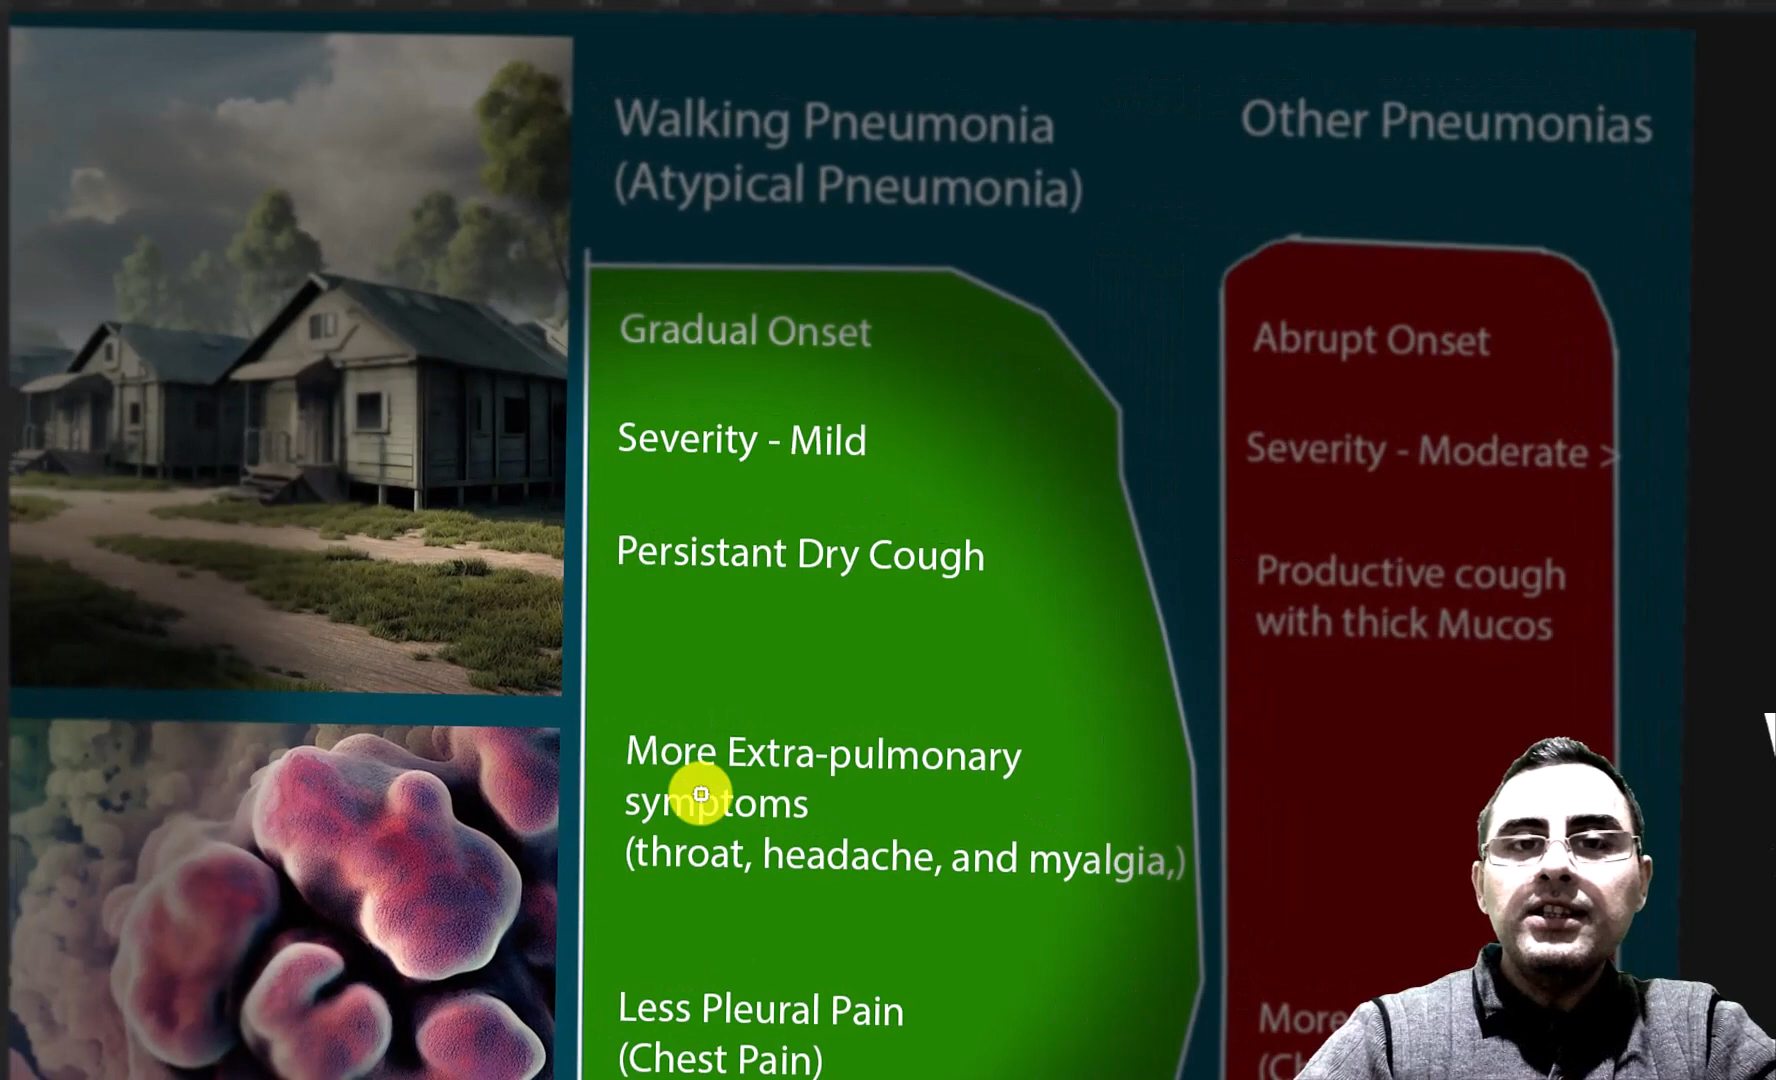 Walking Pneumonia
(Atypical Pneumonia)
Gradual Onset
Severity - Mild
Persistant Dry Cough
More Extra-pulmonary
symptoms
(throat, headache, and myalgia,)
Less Pleural Pain
(Chest Pain)
Other Pneumonias
Abrupt Onset
Severity - Moderate >
Productive cough
with thick Mucos
More